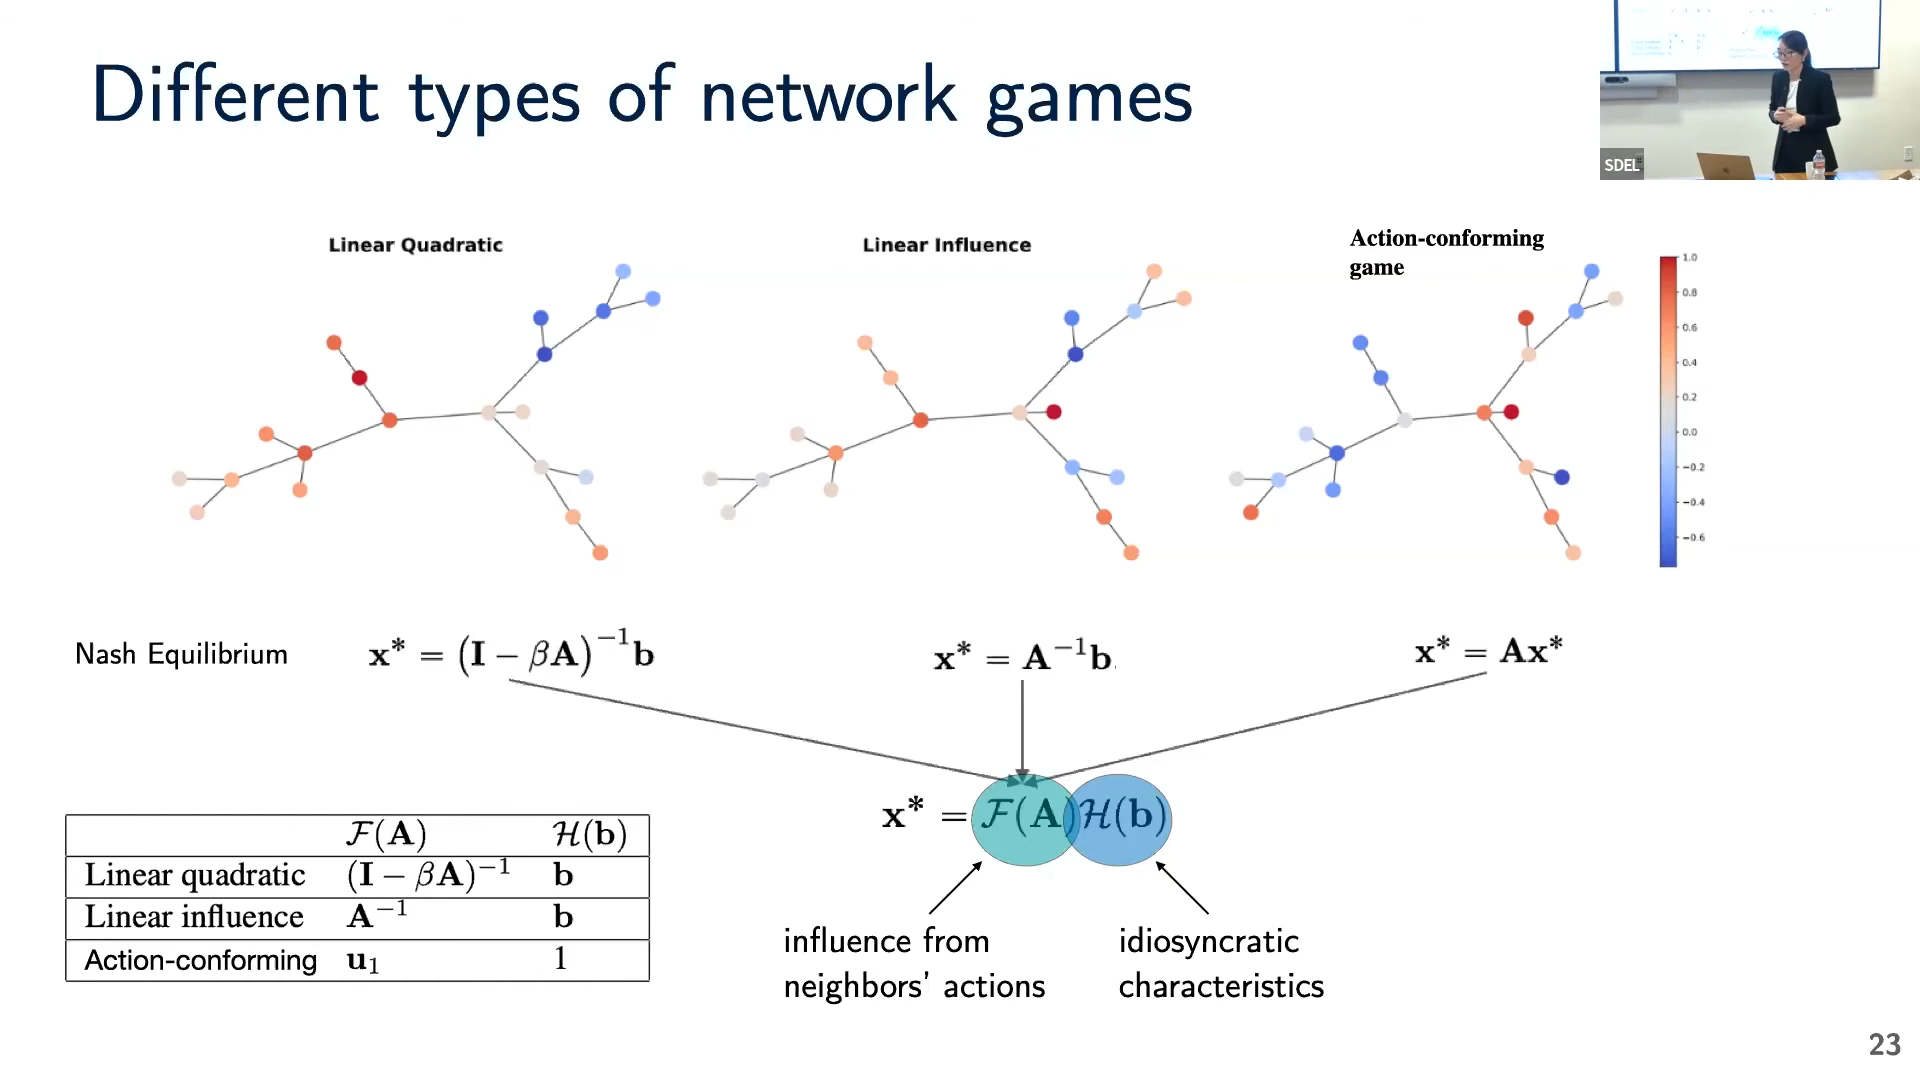 Different types of network games
SDEL
Linear Quadratic
Linear Influence
Action-conforming
game
1.0
0.8
0.6
0.4
0.2
0.0
−0.2
−0.4
−0.6
Nash Equilibrium
x* = (I − βA)⁻¹b
x* = A⁻¹b.
x* = Ax*
x* = F(A)H(b)
F(A) H(b)
Linear quadratic (I − βA)⁻¹ b
Linear influence A⁻¹ b
Action-conforming u₁ 1
influence from
neighbors’ actions
idiosyncratic
characteristics
23